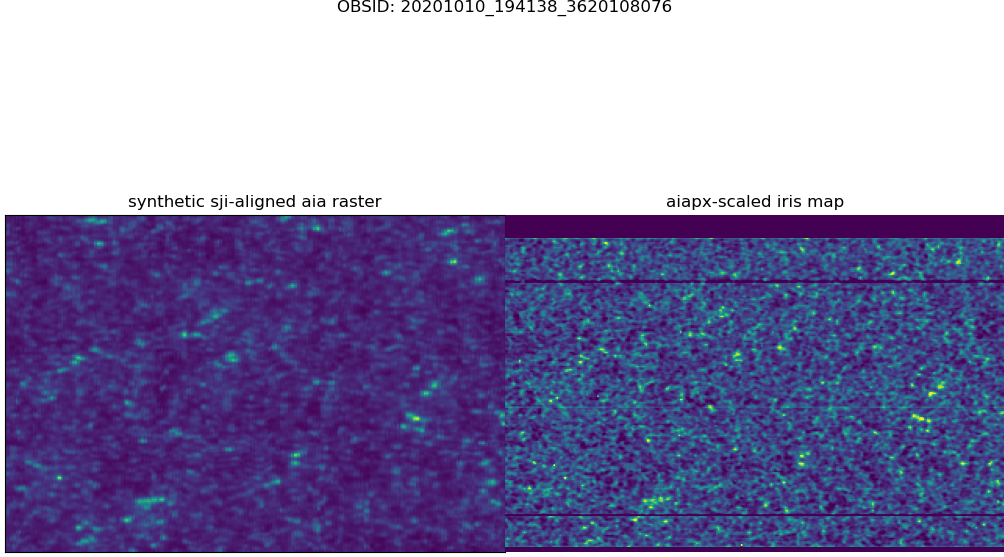 OBSID: 20201010_194138_3620108076
synthetic sji-aligned aia raster
aiapx-scaled iris map